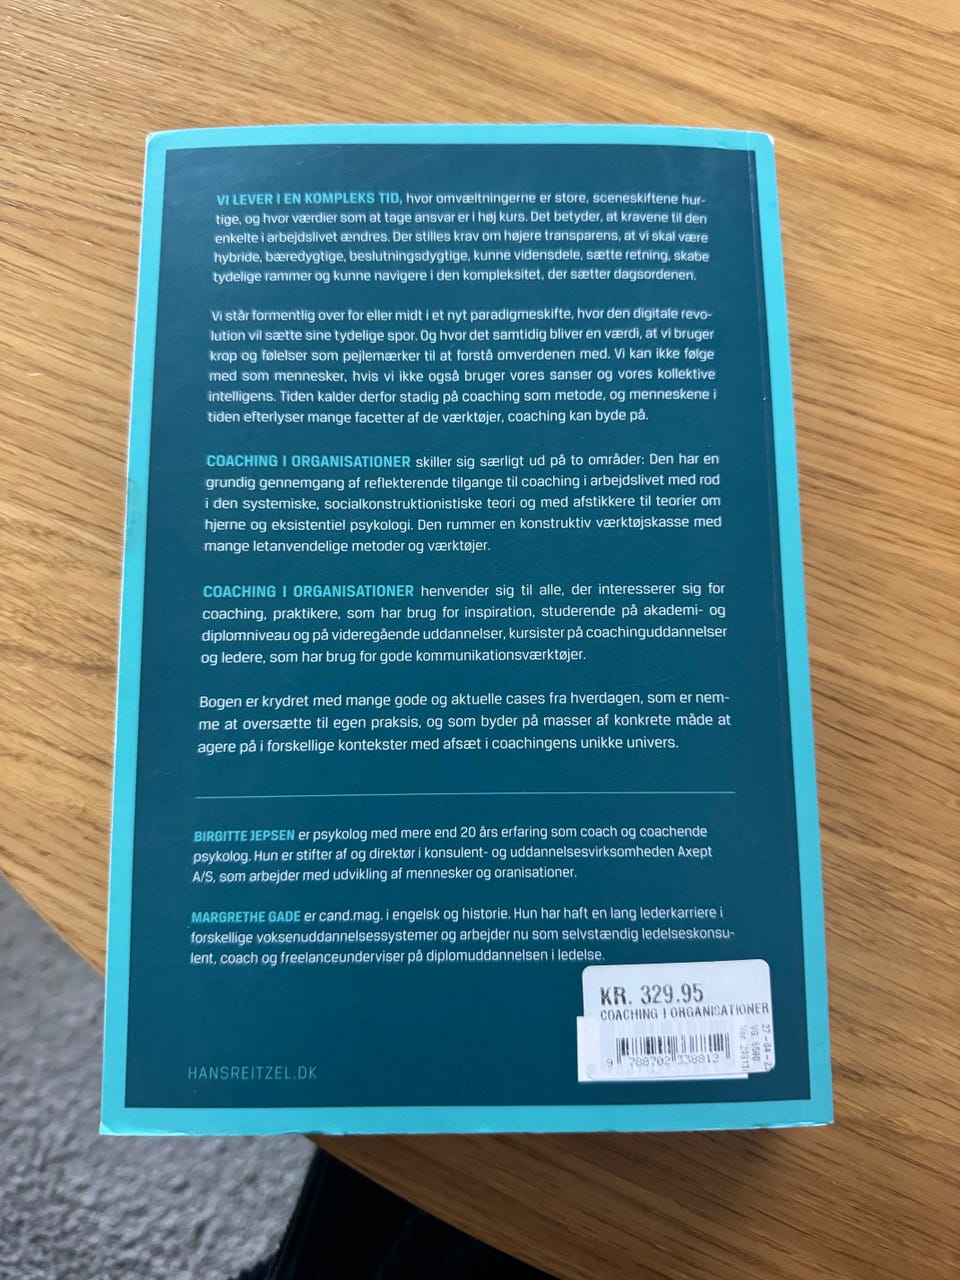 VI LEVER I EN KOMPLEKS TID, hvor omvæltningerne er store, sceneskiftene hur-
tige, og hvor værdier som at tage ansvar er i høj kurs. Det betyder, at kravene til den
enkelte i arbejdslivet ændres. Der stilles krav om højere transparens, at vi skal være
hybride, bæredygtige, beslutningsdygtige, kunne vidensdele, sætte retning, skabe
tydelige rammer og kunne navigere i den kompleksitet, der sætter dagsordenen.
Vi står formentlig over for eller midt i et nyt paradigmeskifte, hvor den digitale revo-
lution vil sætte sine tydelige spor. Og hvor det samtidig bliver en værdi, at vi bruger
krop og følelser som pejlemærker til at forstå omverdenen med. Vi kan ikke følge
med som mennesker, hvis vi ikke også bruger vores sanser og vores kollektive
intelligens. Tiden kalder derfor stadig på coaching som metode, og menneskene i
tiden efterlyser mange facetter af de værktøjer, coaching kan byde på.
COACHING I ORGANISATIONER skiller sig særligt ud på to områder: Den har en
grundig gennemgang af reflekterende tilgange til coaching i arbejdslivet med rod
i den systemiske, socialkonstruktionistiske teori og med afstikkere til teorier om
hjerne og eksistentiel psykologi. Den rummer en konstruktiv værktøjskasse med
mange letanvendelige metoder og værktøjer.
COACHING I ORGANISATIONER henvender sig til alle, der interesserer sig for
coaching, praktikere, som har brug for inspiration, studerende på akademi- og
diplomniveau og på videregående uddannelser, kursister på coachinguddannelser
og ledere, som har brug for gode kommunikationsværktøjer.
Bogen er krydret med mange gode og aktuelle cases fra hverdagen, som er nem-
me at oversætte til egen praksis, og som byder på masser af konkrete måde at
agere på i forskellige kontekster med afsæt i coachingens unikke univers.
BIRGITTE JEPSEN er psykolog med mere end 20 års erfaring som coach og coachende
psykolog. Hun er stifter af og direktør i konsulent- og uddannelsesvirksomheden Axept
A/S, som arbejder med udvikling af mennesker og oranisationer.
MARGRETHE GADE er cand.mag. i engelsk og historie. Hun har haft en lang lederkarriere i
forskellige voksenuddannelsessystemer og arbejder nu som selvstændig ledelseskonsu-
lent, coach og freelanceunderviser på diplomuddannelsen i ledelse.
KR. 329.95
COACHING I ORGANISATIONER
9 788702 338812
HANSREITZEL.DK